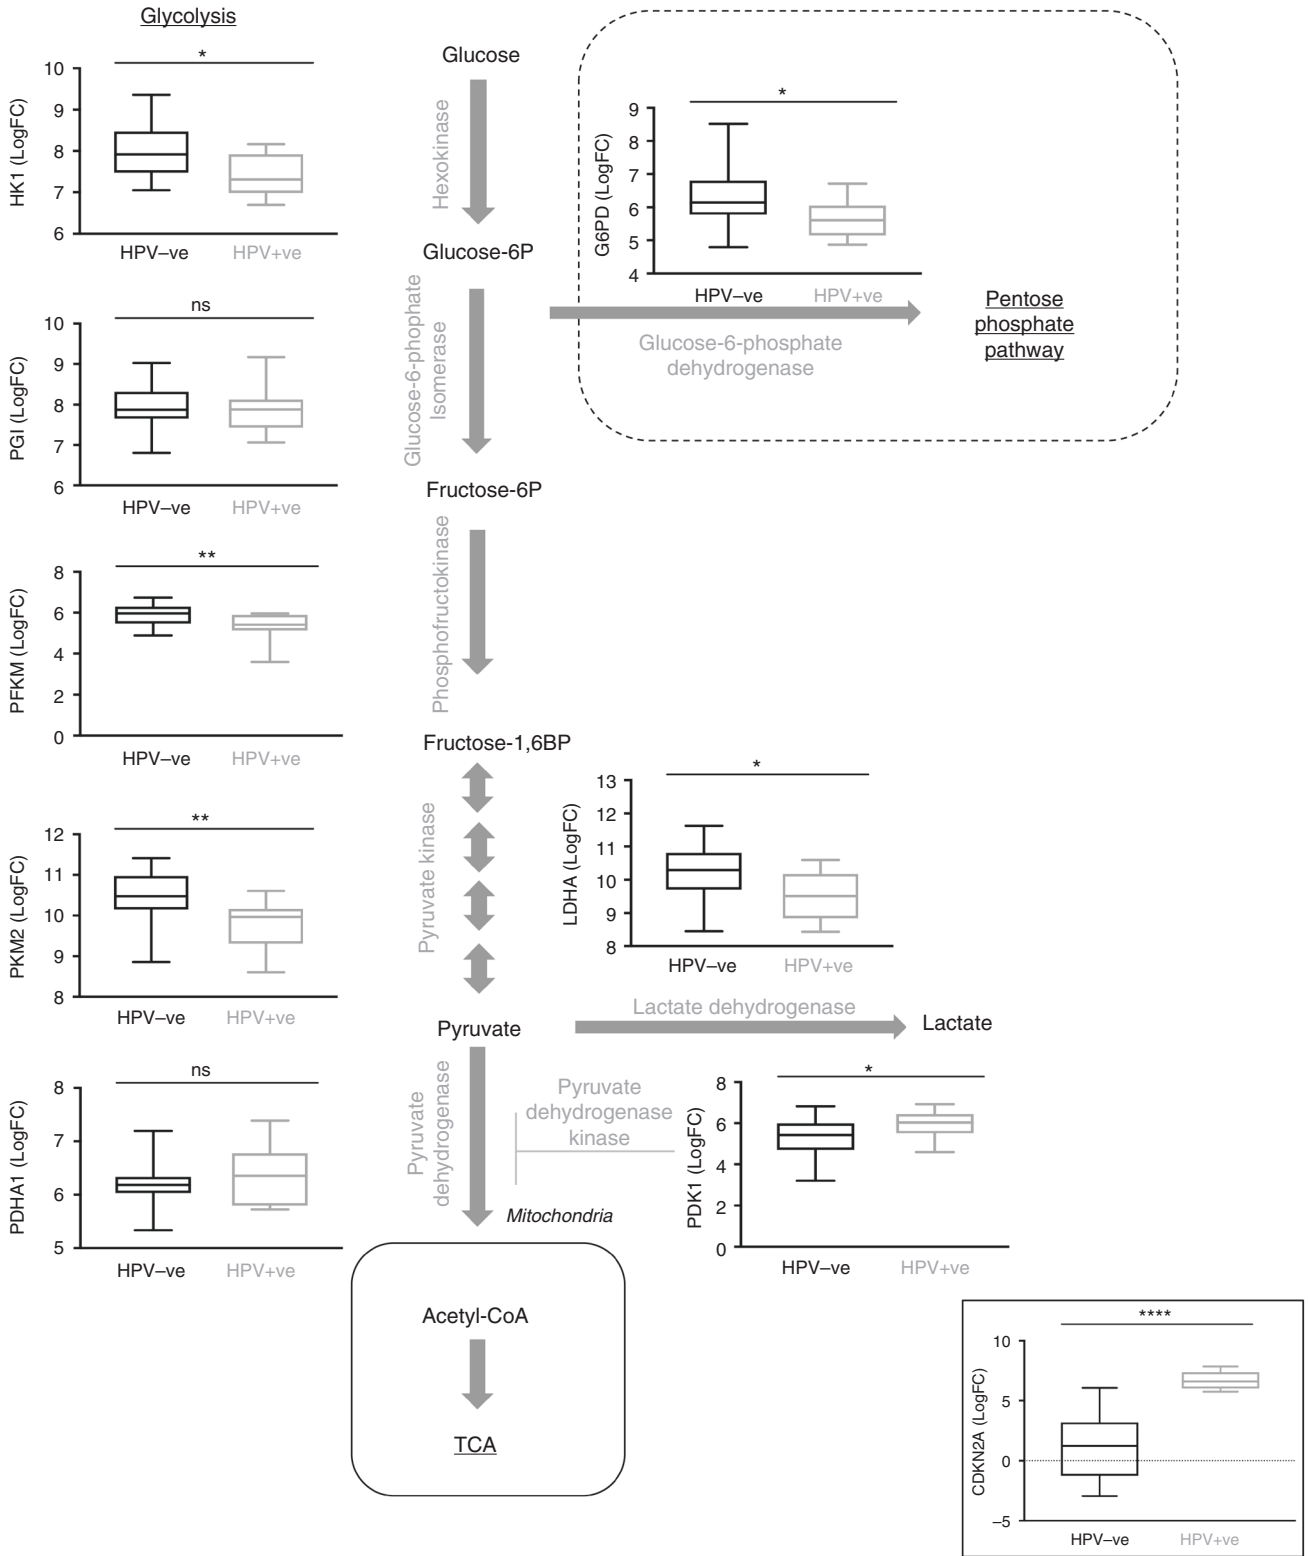 Glycolysis
*
10
9
8
7
6
HK1 (LogFC)
HPV–ve
HPV+ve
Glucose
Hexokinase
Glucose-6P
*
9
8
7
6
5
4
G6PD (LogFC)
HPV–ve
HPV+ve
Glucose-6-phosphate
dehydrogenase
Pentose
phosphate
pathway
ns
10
9
8
7
6
PGI (LogFC)
HPV–ve
HPV+ve
Glucose-6-phophate
Isomerase
Fructose-6P
**
8
6
4
2
0
PFKM (LogFC)
HPV–ve
HPV+ve
Phosphofructokinase
Fructose-1,6BP
**
12
11
10
9
8
PKM2 (LogFC)
HPV–ve
HPV+ve
Pyruvate kinase
*
13
12
11
10
9
8
LDHA (LogFC)
HPV–ve
HPV+ve
Pyruvate
Lactate dehydrogenase
Lactate
ns
8
7
6
5
PDHA1 (LogFC)
HPV–ve
HPV+ve
Pyruvate
dehydrogenase
Pyruvate
dehydrogenase
kinase
*
8
6
4
2
0
PDK1 (LogFC)
HPV–ve
HPV+ve
Mitochondria
Acetyl-CoA
TCA
****
10
5
0
–5
CDKN2A (LogFC)
HPV–ve
HPV+ve